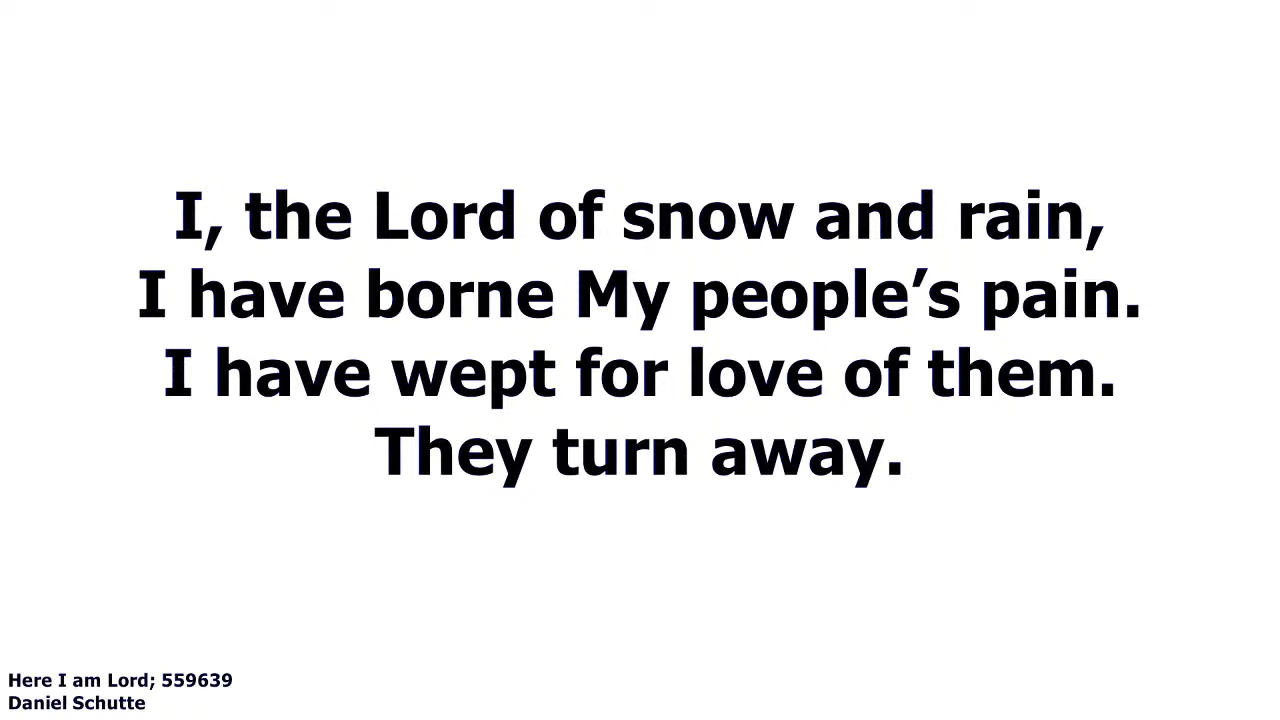 I, the Lord of snow and rain,
I have borne My people’s pain.
I have wept for love of them.
They turn away.
Here I am Lord; 559639
Daniel Schutte